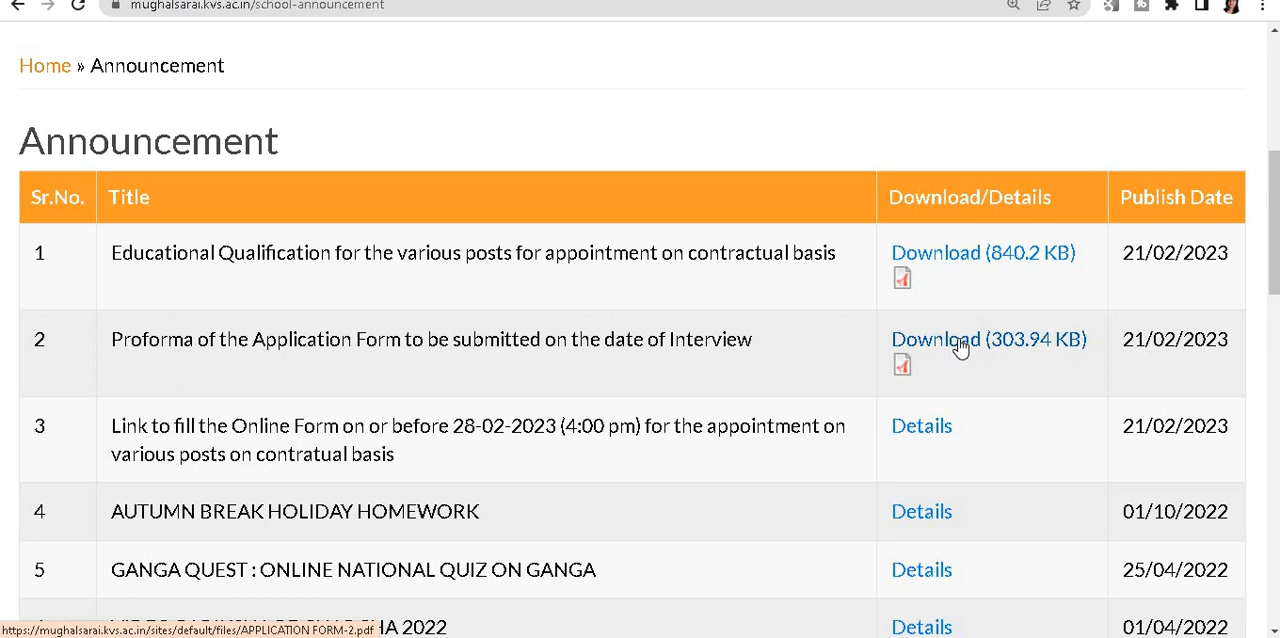 mughalsarai.kvs.ac.in/school-announcement
Home » Announcement
Announcement
Sr.No. Title Download/Details Publish Date
1 Educational Qualification for the various posts for appointment on contractual basis Download (840.2 KB) 21/02/2023
2 Proforma of the Application Form to be submitted on the date of Interview Download (303.94 KB) 21/02/2023
3 Link to fill the Online Form on or before 28-02-2023 (4:00 pm) for the appointment on Details 21/02/2023
various posts on contratual basis
4 AUTUMN BREAK HOLIDAY HOMEWORK Details 01/10/2022
5 GANGA QUEST : ONLINE NATIONAL QUIZ ON GANGA Details 25/04/2022
2022 Details 01/04/2022
https://mughalsarai.kvs.ac.in/sites/default/files/APPLICATION FORM-2.pdf